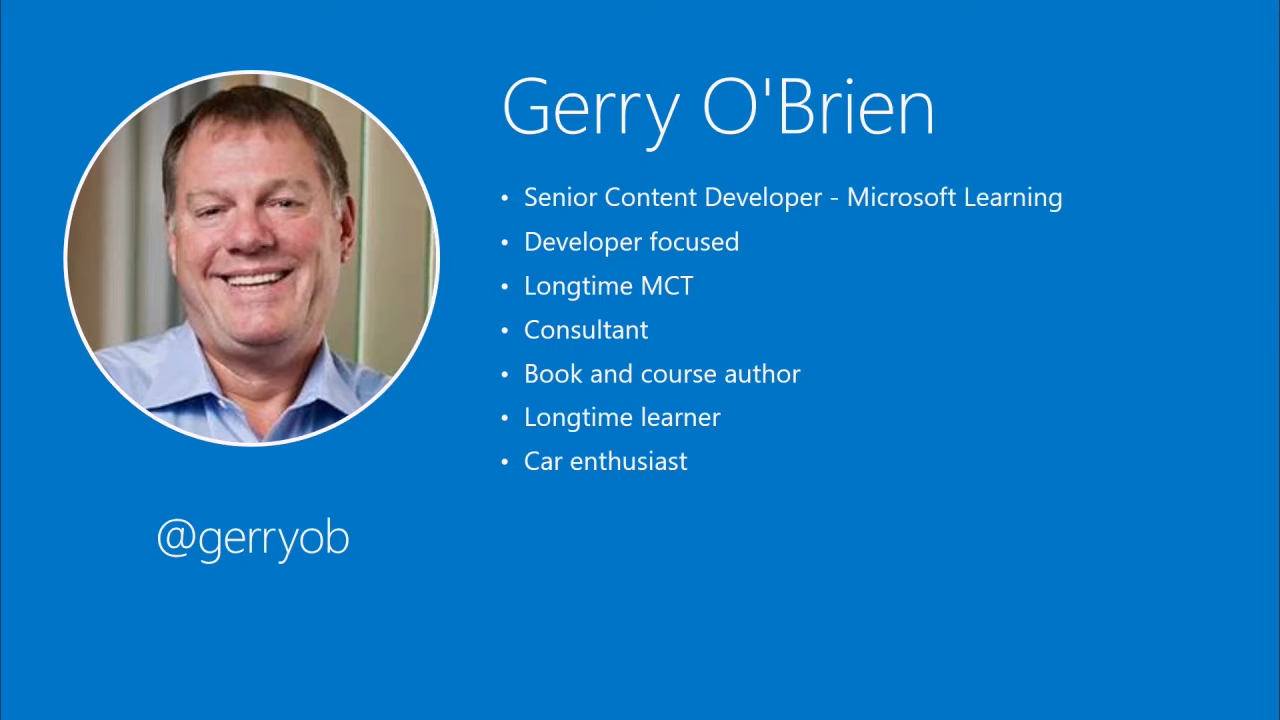 Gerry O'Brien
• Senior Content Developer - Microsoft Learning
• Developer focused
• Longtime MCT
• Consultant
• Book and course author
• Longtime learner
• Car enthusiast
@gerryob